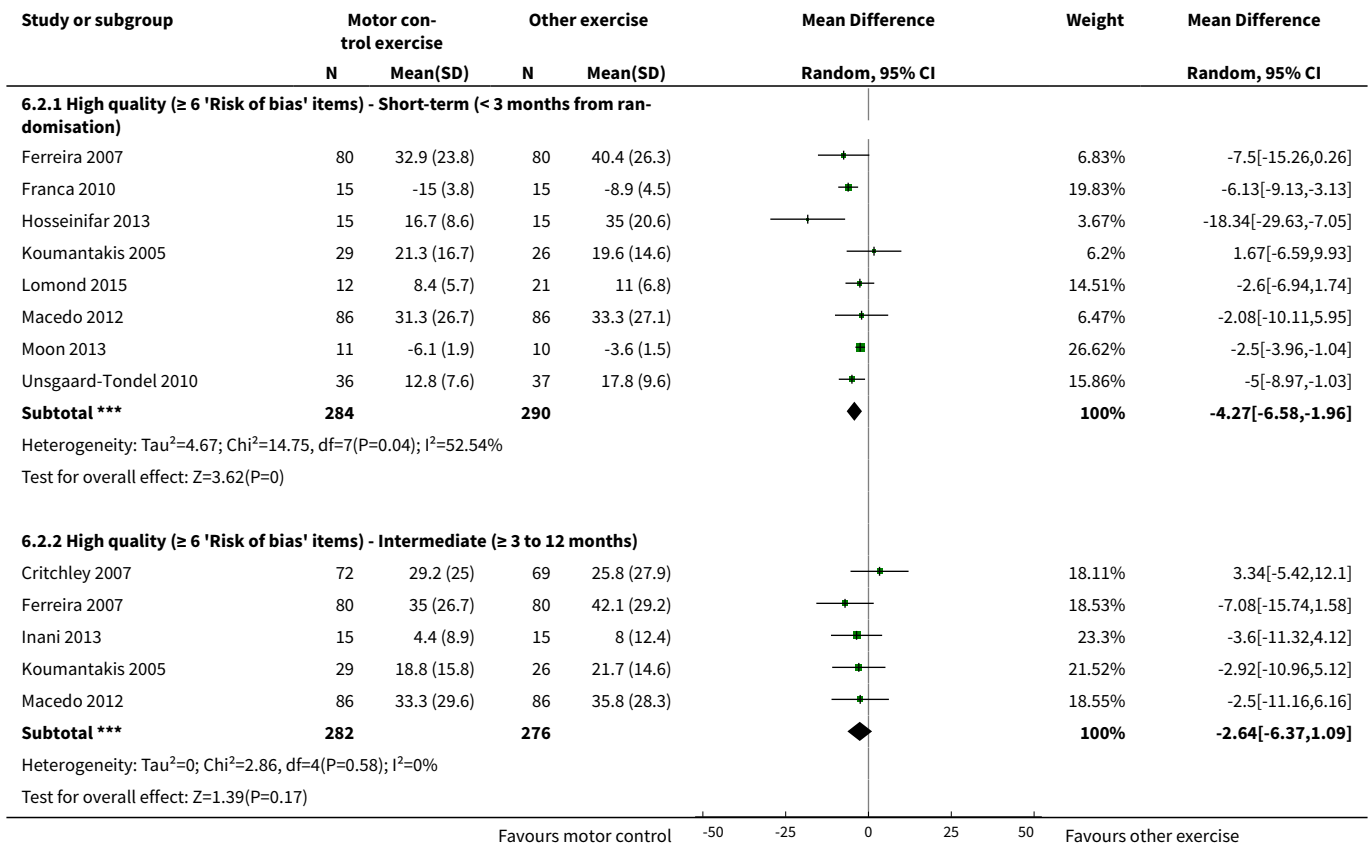 Study or subgroup Motor con- Other exercise Mean Difference Weight Mean Difference
trol exercise
N Mean(SD) N Mean(SD) Random, 95% CI Random, 95% CI
6.2.1 High quality (≥ 6 'Risk of bias' items) - Short-term (< 3 months from ran-
domisation)
Ferreira 2007 80 32.9 (23.8) 80 40.4 (26.3) 6.83% -7.5[-15.26,0.26]
Franca 2010 15 -15 (3.8) 15 -8.9 (4.5) 19.83% -6.13[-9.13,-3.13]
Hosseinifar 2013 15 16.7 (8.6) 15 35 (20.6) 3.67% -18.34[-29.63,-7.05]
Koumantakis 2005 29 21.3 (16.7) 26 19.6 (14.6) 6.2% 1.67[-6.59,9.93]
Lomond 2015 12 8.4 (5.7) 21 11 (6.8) 14.51% -2.6[-6.94,1.74]
Macedo 2012 86 31.3 (26.7) 86 33.3 (27.1) 6.47% -2.08[-10.11,5.95]
Moon 2013 11 -6.1 (1.9) 10 -3.6 (1.5) 26.62% -2.5[-3.96,-1.04]
Unsgaard-Tondel 2010 36 12.8 (7.6) 37 17.8 (9.6) 15.86% -5[-8.97,-1.03]
Subtotal *** 284 290 100% -4.27[-6.58,-1.96]
Heterogeneity: Tau²=4.67; Chi²=14.75, df=7(P=0.04); I²=52.54%
Test for overall effect: Z=3.62(P=0)
6.2.2 High quality (≥ 6 'Risk of bias' items) - Intermediate (≥ 3 to 12 months)
Critchley 2007 72 29.2 (25) 69 25.8 (27.9) 18.11% 3.34[-5.42,12.1]
Ferreira 2007 80 35 (26.7) 80 42.1 (29.2) 18.53% -7.08[-15.74,1.58]
Inani 2013 15 4.4 (8.9) 15 8 (12.4) 23.3% -3.6[-11.32,4.12]
Koumantakis 2005 29 18.8 (15.8) 26 21.7 (14.6) 21.52% -2.92[-10.96,5.12]
Macedo 2012 86 33.3 (29.6) 86 35.8 (28.3) 18.55% -2.5[-11.16,6.16]
Subtotal *** 282 276 100% -2.64[-6.37,1.09]
Heterogeneity: Tau²=0; Chi²=2.86, df=4(P=0.58); I²=0%
Test for overall effect: Z=1.39(P=0.17)
Favours motor control -50 -25 0 25 50 Favours other exercise